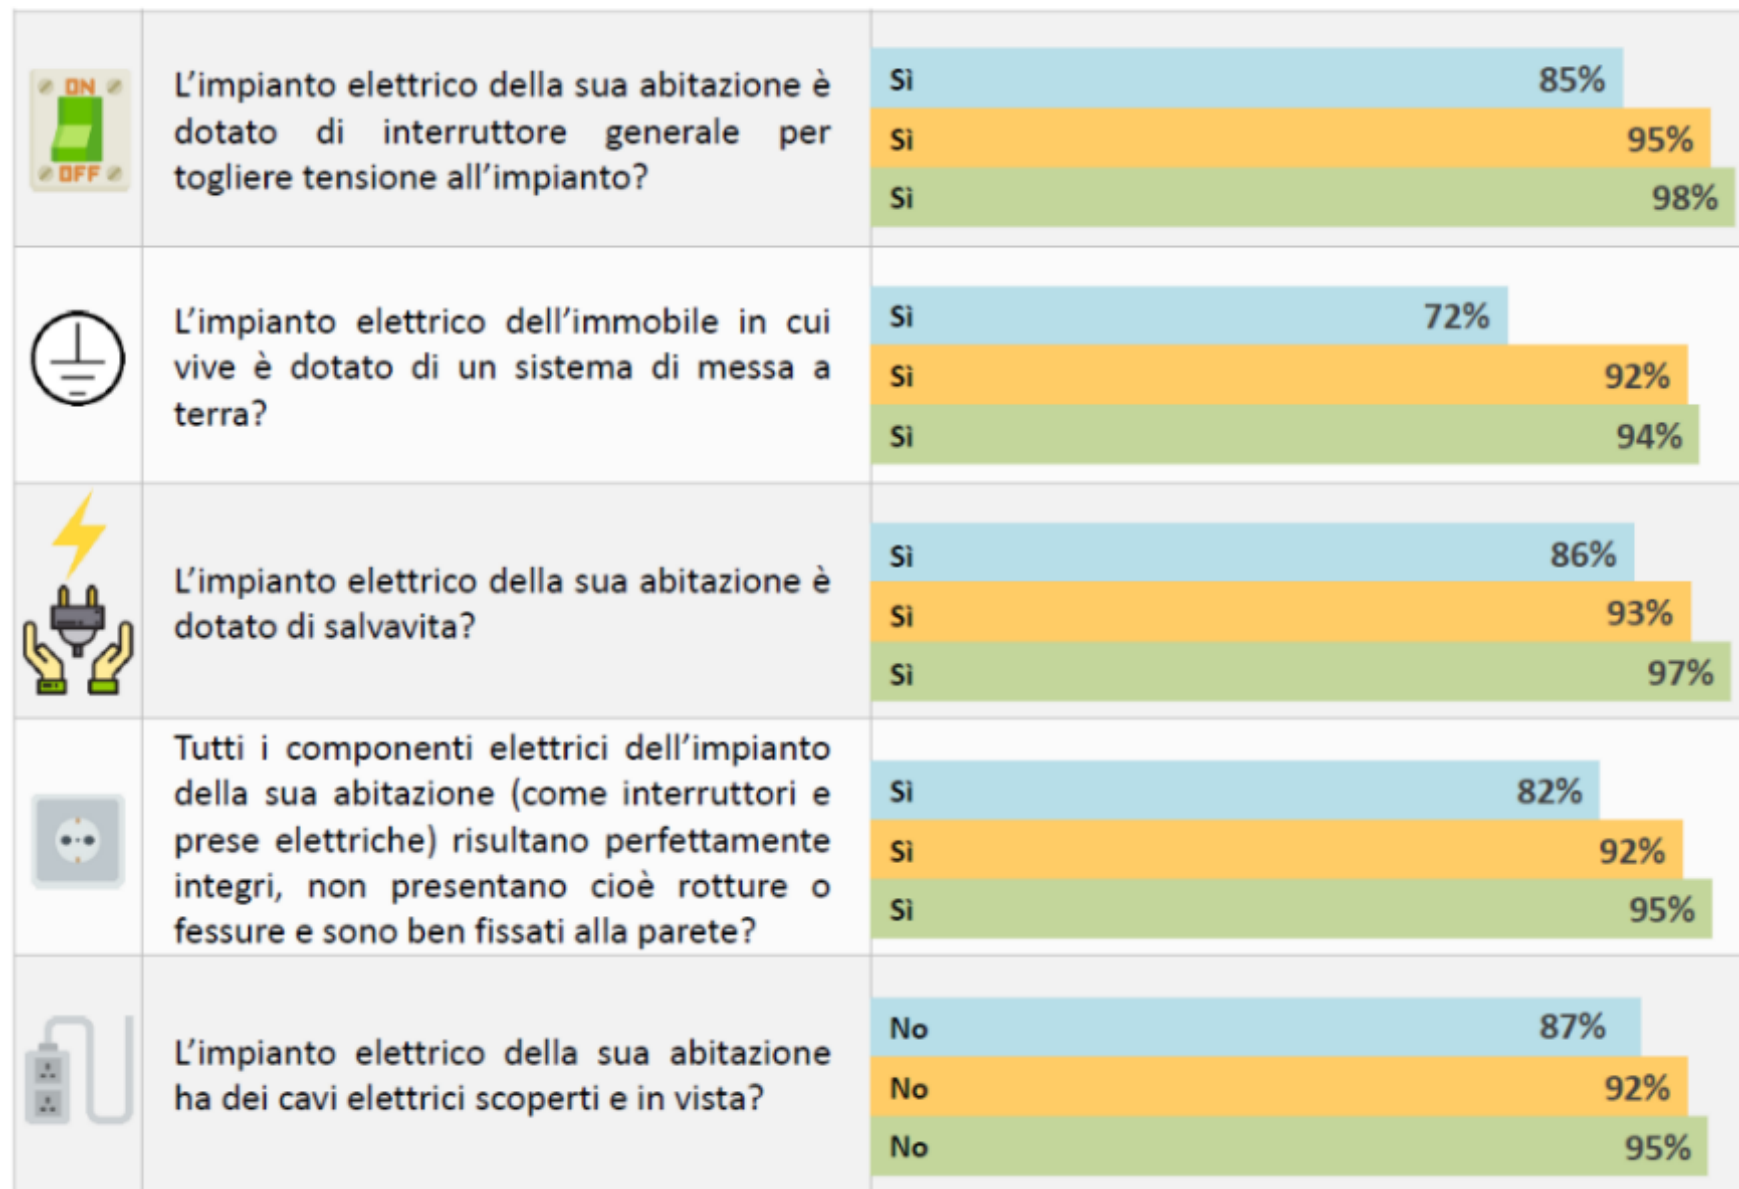 ON
OFF
L'impianto elettrico della sua abitazione è
dotato di interruttore generale per
togliere tensione all'impianto?
Sì 85%
Sì 95%
Sì 98%
L'impianto elettrico dell'immobile in cui
vive è dotato di un sistema di messa a
terra?
Sì 72%
Sì 92%
Sì 94%
L'impianto elettrico della sua abitazione è
dotato di salvavita?
Sì 86%
Sì 93%
Sì 97%
Tutti i componenti elettrici dell'impianto
della sua abitazione (come interruttori e
prese elettriche) risultano perfettamente
integri, non presentano cioè rotture o
fessure e sono ben fissati alla parete?
Sì 82%
Sì 92%
Sì 95%
L'impianto elettrico della sua abitazione
ha dei cavi elettrici scoperti e in vista?
No 87%
No 92%
No 95%